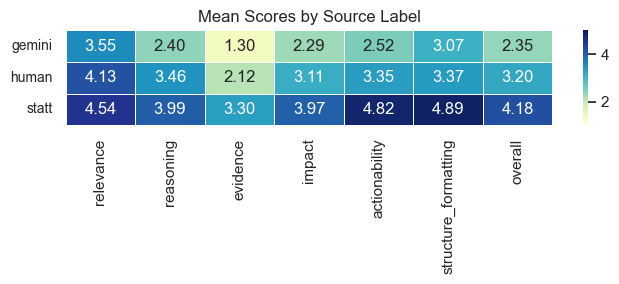 Mean Scores by Source Label
gemini 3.55 2.40 1.30 2.29 2.52 3.07 2.35
human 4.13 3.46 2.12 3.11 3.35 3.37 3.20
statt 4.54 3.99 3.30 3.97 4.82 4.89 4.18
relevance
reasoning
evidence
impact
actionability
structure_formatting
overall
4
2